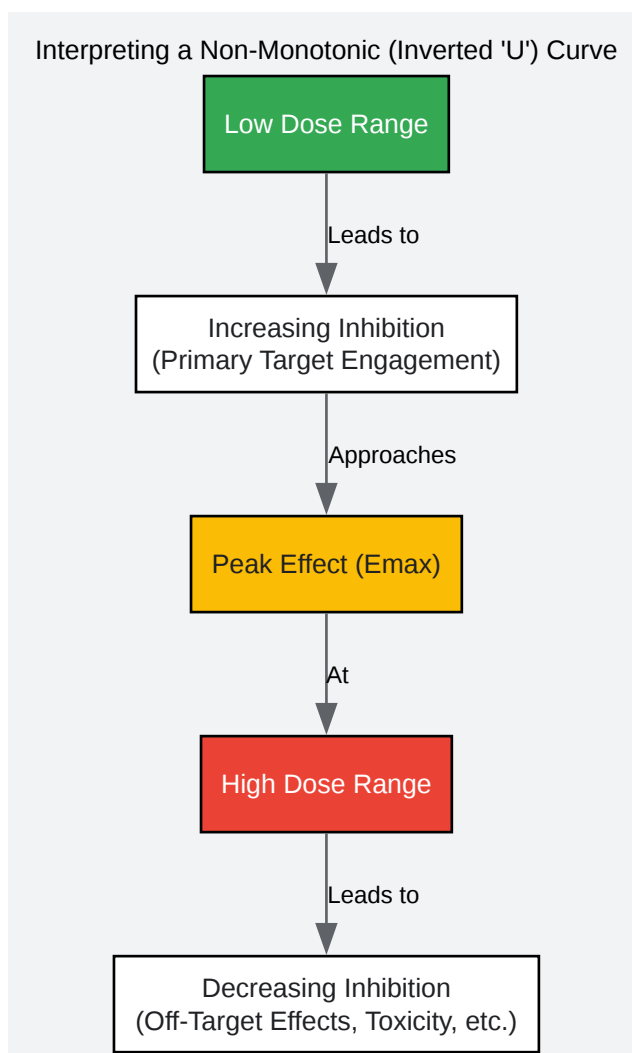 Interpreting a Non-Monotonic (Inverted 'U') Curve
Low Dose Range
Leads to
Increasing Inhibition
(Primary Target Engagement)
Approaches
Peak Effect (Emax)
At
High Dose Range
Leads to
Decreasing Inhibition
(Off-Target Effects, Toxicity, etc.)